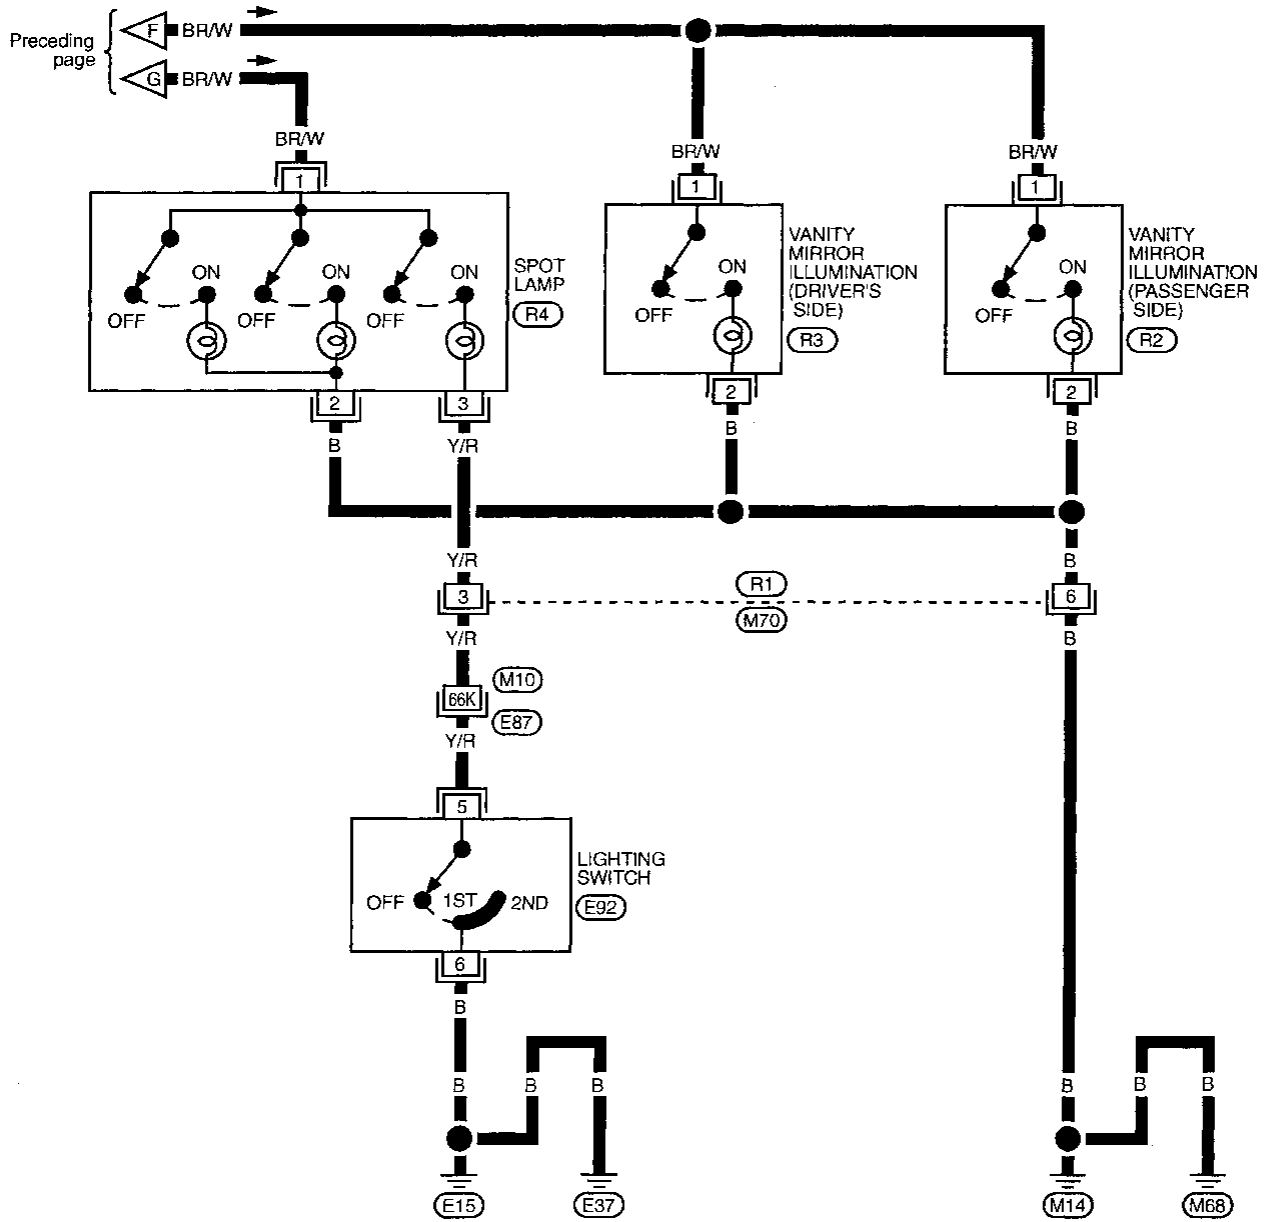 Preceding
page
F BR/W
G BR/W
BR/W
BR/W
BR/W
1
1
1
ON ON ON
OFF OFF OFF
SPOT
LAMP
R4
ON
OFF
VANITY
MIRROR
ILLUMINATION
(DRIVER'S
SIDE)
R3
ON
OFF
VANITY
MIRROR
ILLUMINATION
(PASSENGER
SIDE)
R2
2 3 2 2
B Y/R B B
Y/R B
3 R1 6
M70
Y/R B
66K M10
E87
Y/R
5
OFF 1ST 2ND
LIGHTING
SWITCH
E92
6
B
B B B B B B
E15 E37 M14 M68